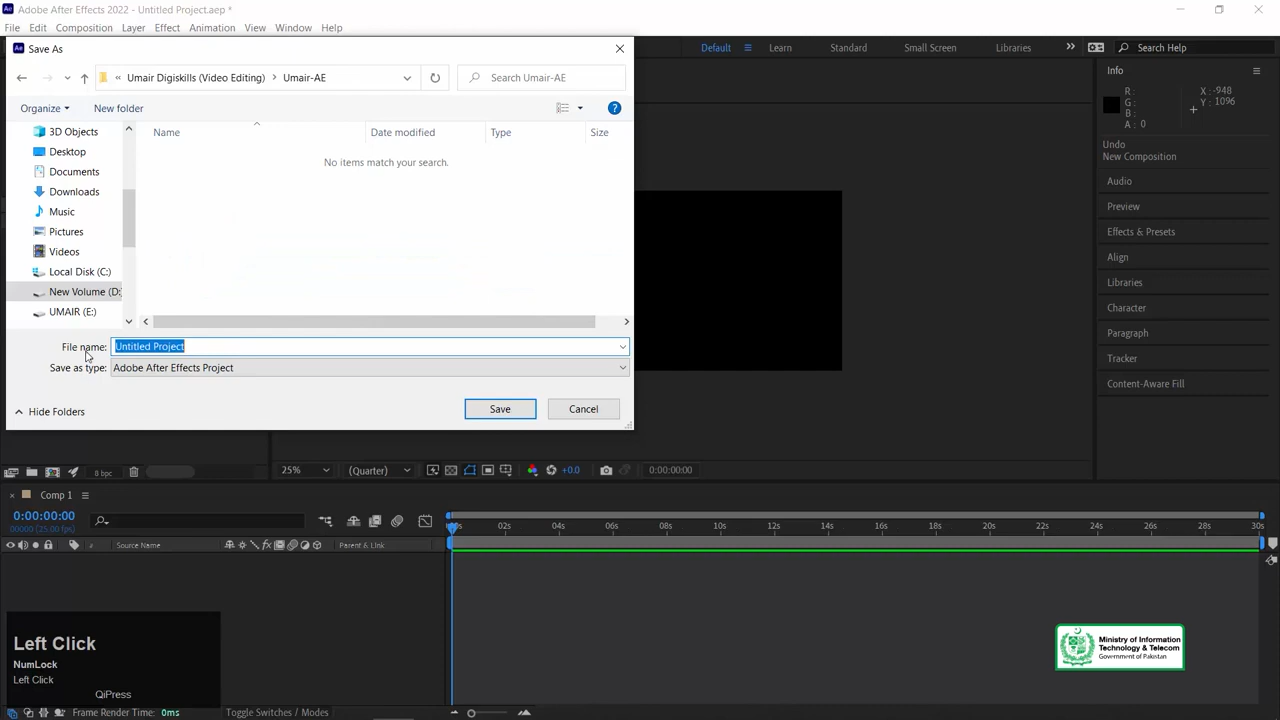 Adobe After Effects 2022 - Untitled Project.aep *
File Edit Composition Layer Effect Animation View Window Help
Save As
Default Learn Standard Small Screen Libraries Search Help
Umair Digiskills (Video Editing) Umair-AE Search Umair-AE
Organize New folder
Name Date modified Type Size
No items match your search.
3D Objects
Desktop
Documents
Downloads
Music
Pictures
Videos
Local Disk (C:)
New Volume (D:
UMAIR (E:)
File name: Untitled Project
Save as type: Adobe After Effects Project
Hide Folders Save Cancel
Info
R : X : -948
G : Y : 1096
B :
A : 0
Undo
New Composition
Audio
Preview
Effects & Presets
Align
Libraries
Character
Paragraph
Tracker
Content-Aware Fill
8 bpc 25% (Quarter) +0.0 0:00:00:00
Comp 1
0:00:00:00
00000 (25.00 fps)
:00s 02s 04s 06s 08s 10s 12s 14s 16s 18s 20s 22s 24s 26s 28s 30s
# Source Name Parent & Link
Left Click
NumLock
Left Click
QiPress
Ministry of Information
Technology & Telecom
Government of Pakistan
Frame Render Time: 0ms Toggle Switches / Modes